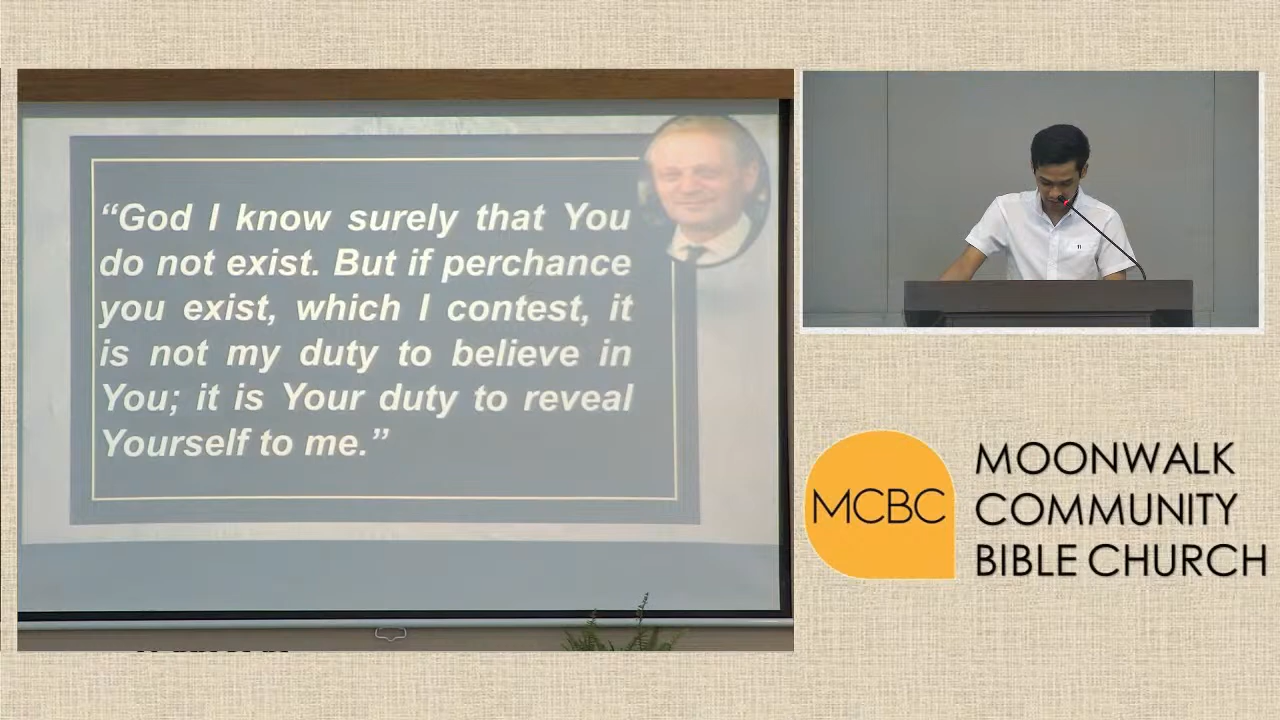 “God I know surely that You
do not exist. But if perchance
you exist, which I contest, it
is not my duty to believe in
You; it is Your duty to reveal
Yourself to me.”
MCBC
MOONWALK
COMMUNITY
BIBLE CHURCH